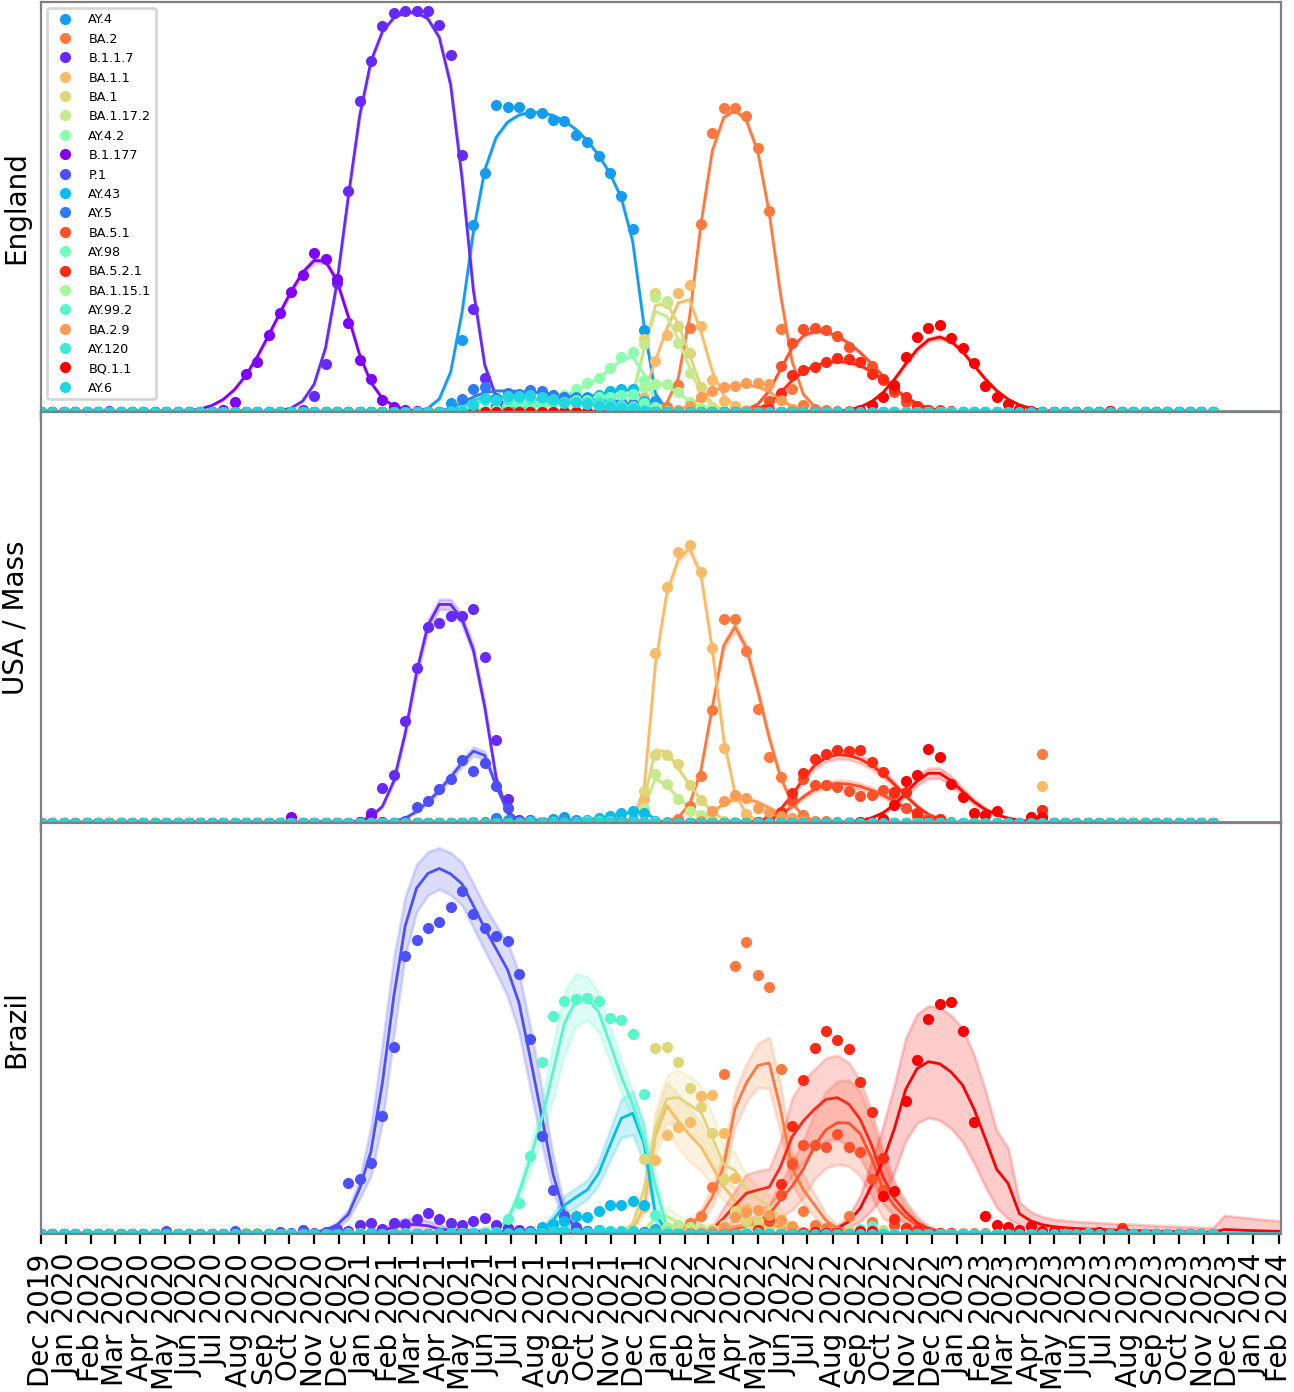 AY.4
BA.2
B.1.1.7
BA.1.1
BA.1
BA.1.17.2
AY.4.2
B.1.177
P.1
AY.43
AY.5
BA.5.1
AY.98
BA.5.2.1
BA.1.15.1
AY.99.2
BA.2.9
AY.120
BQ.1.1
AY.6
England
USA / Mass
Brazil
Dec 2019
Jan 2020
Feb 2020
Mar 2020
Apr 2020
May 2020
Jun 2020
Jul 2020
Aug 2020
Sep 2020
Oct 2020
Nov 2020
Dec 2020
Jan 2021
Feb 2021
Mar 2021
Apr 2021
May 2021
Jun 2021
Jul 2021
Aug 2021
Sep 2021
Oct 2021
Nov 2021
Dec 2021
Jan 2022
Feb 2022
Mar 2022
Apr 2022
May 2022
Jun 2022
Jul 2022
Aug 2022
Sep 2022
Oct 2022
Nov 2022
Dec 2022
Jan 2023
Feb 2023
Mar 2023
Apr 2023
May 2023
Jun 2023
Jul 2023
Aug 2023
Sep 2023
Oct 2023
Nov 2023
Dec 2023
Jan 2024
Feb 2024